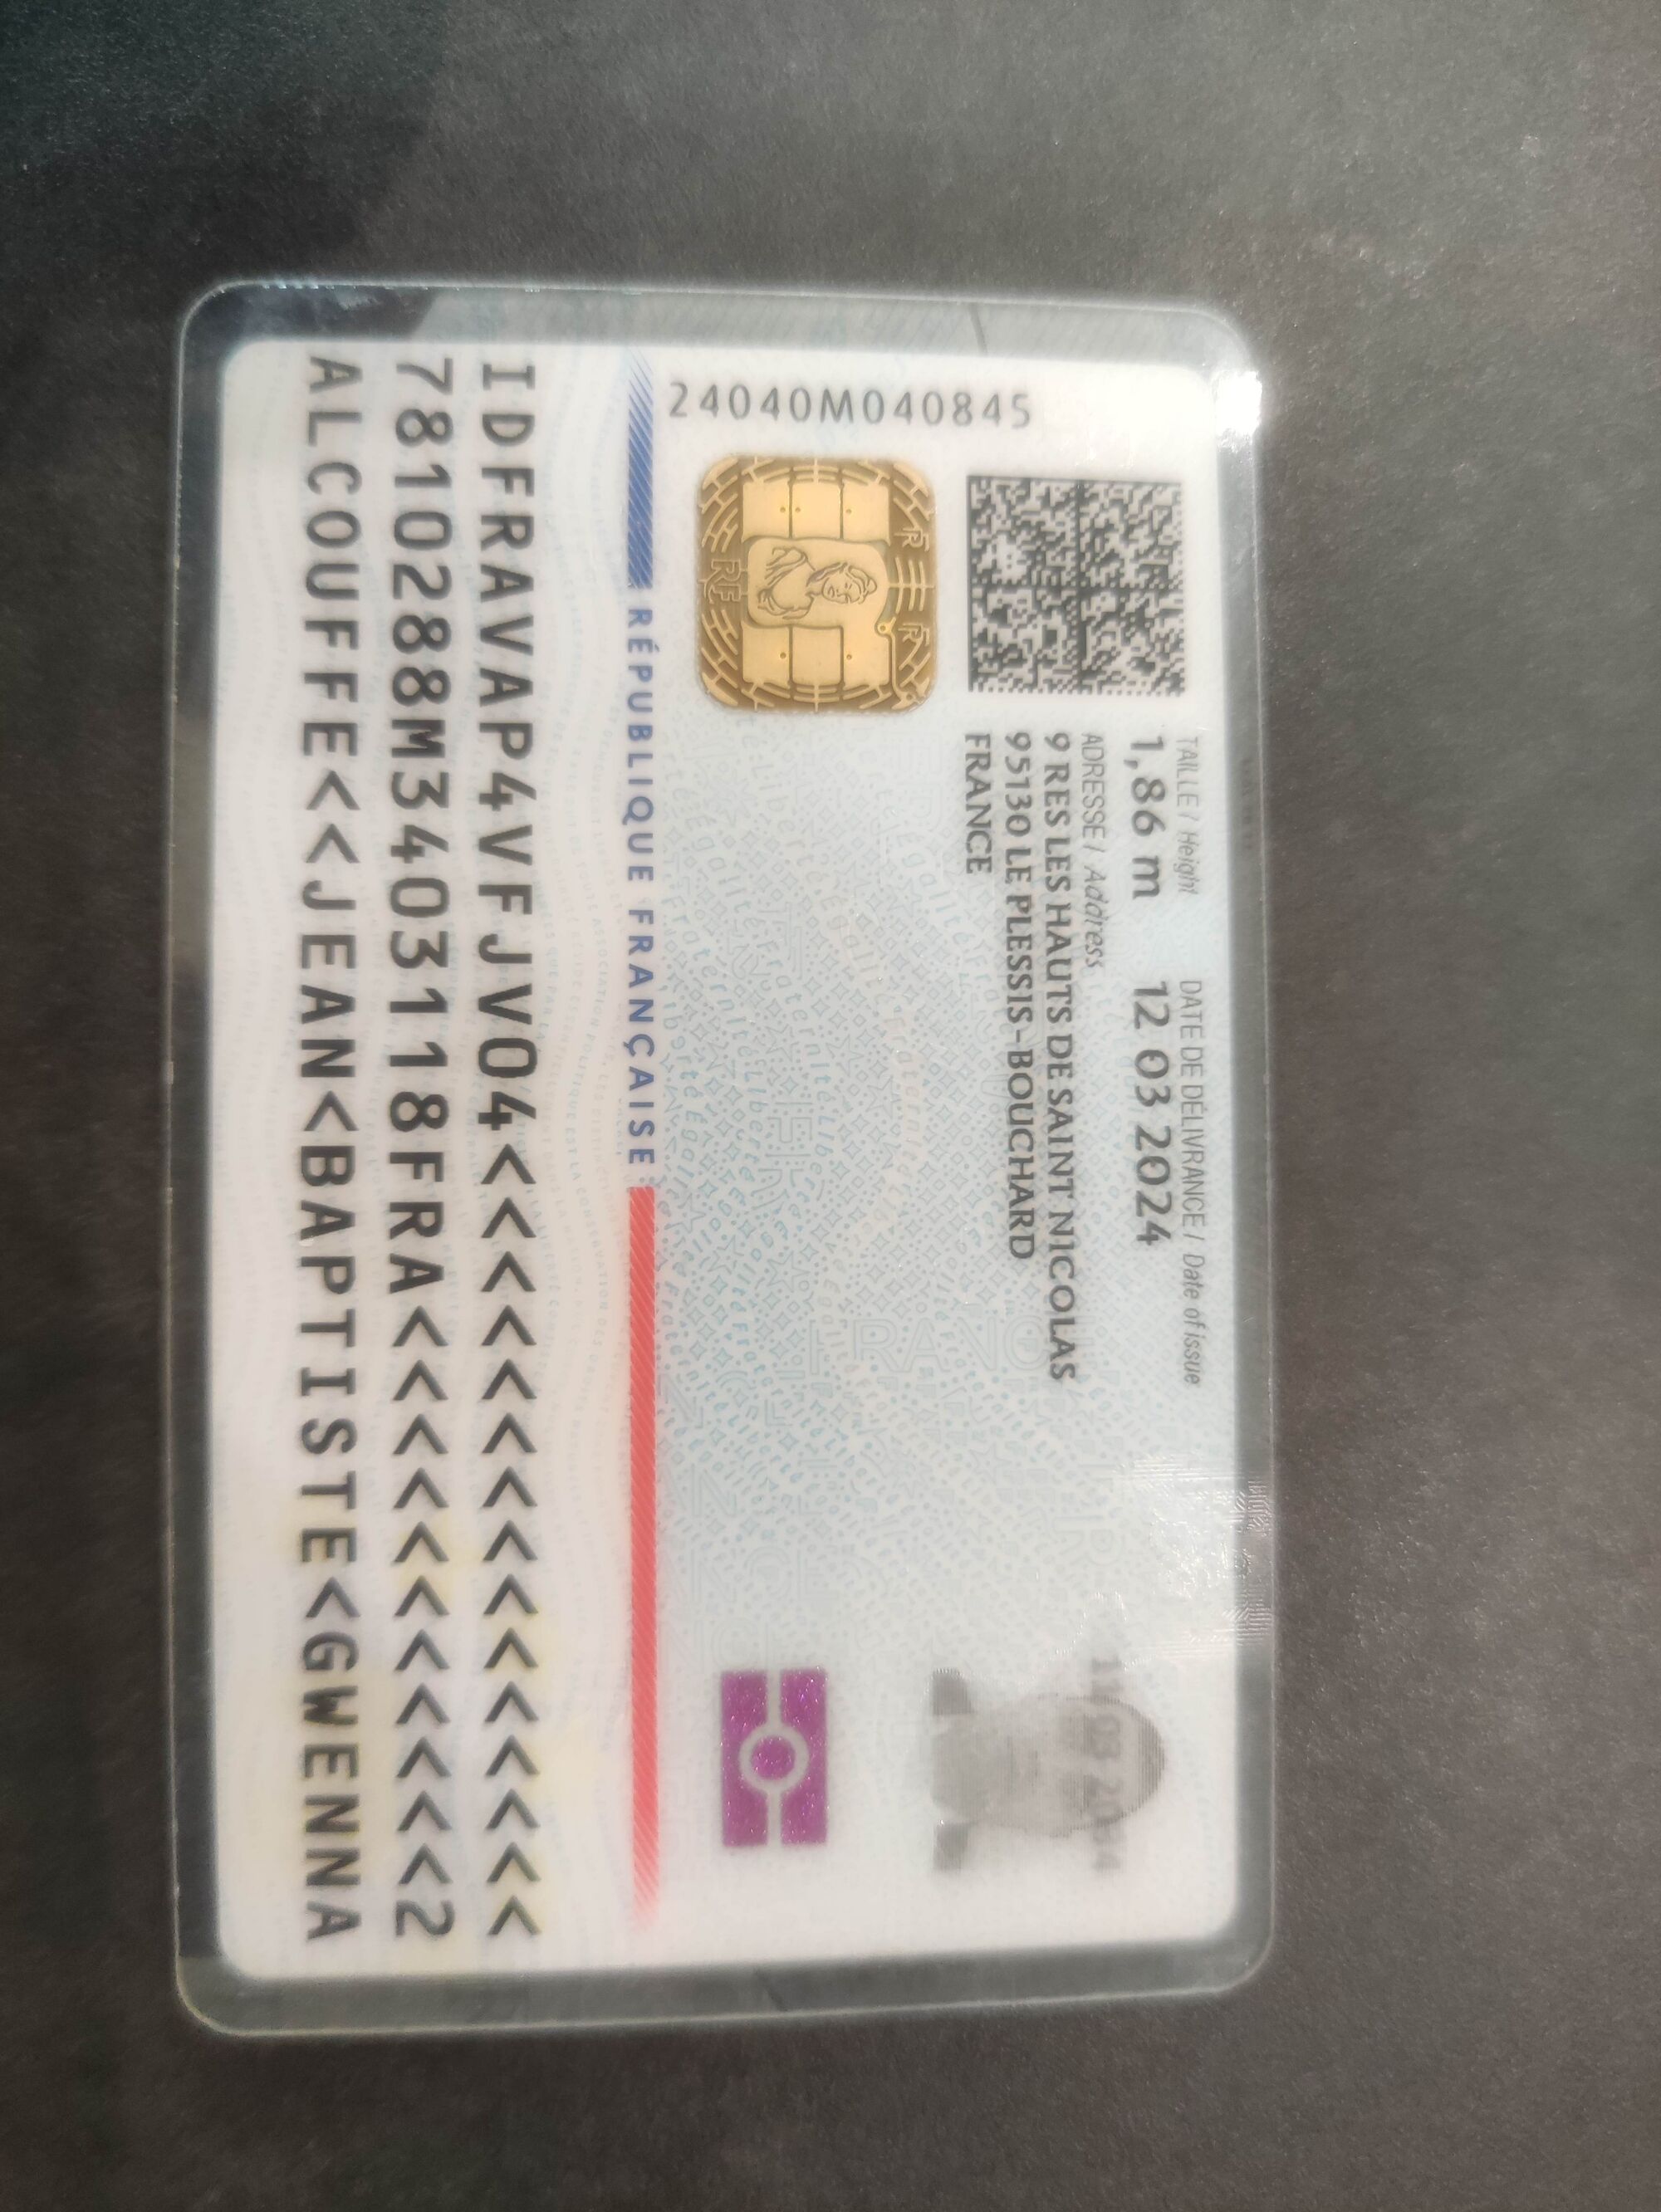 TAILLE / Height
DATE DE DÉLIVRANCE / Date of issue
1,86 m
12 03 2024
ADRESSE / Address
9 RES LES HAUTS DE SAINT NICOLAS
95130 LE PLESSIS-BOUCHARD
FRANCE
24040M040845
RÉPUBLIQUE FRANÇAISE
IDFRAVAP4VFJV04<<<<<<<<<<<<<<<
7810288M3403118FRA<<<<<<<<<<<2
ALCOUFFE<<JEAN<BAPTISTE<GWENNA